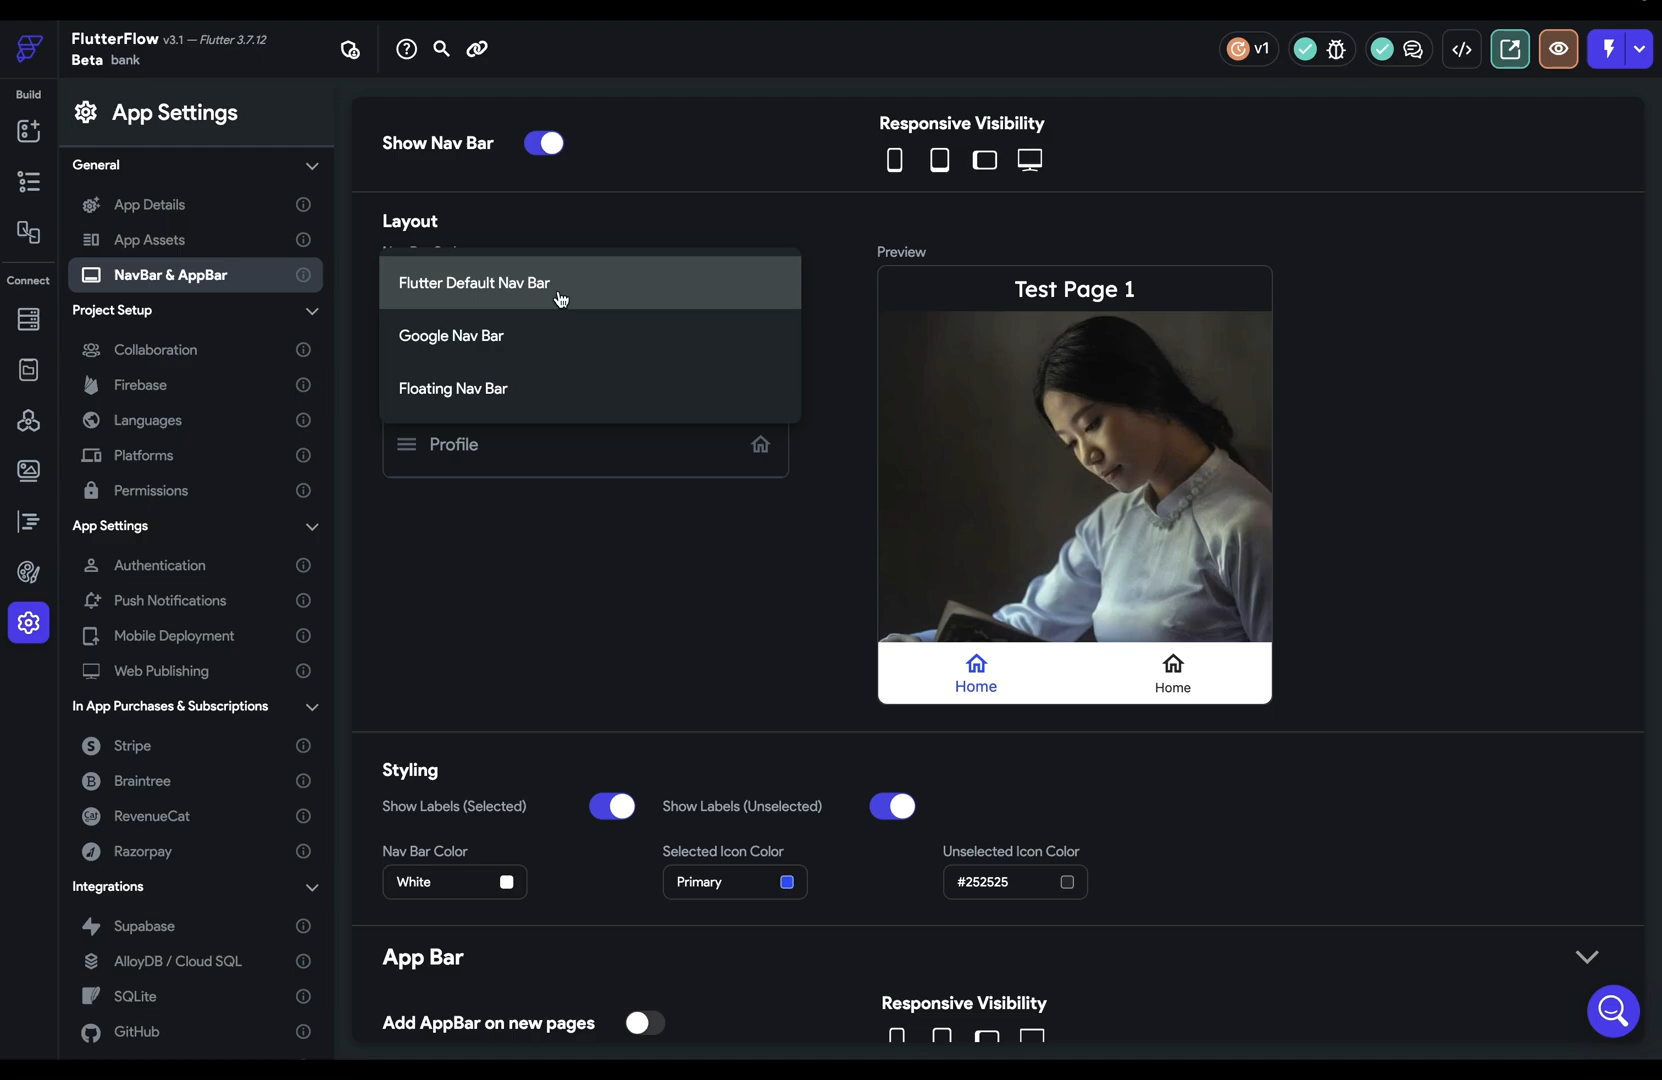 FlutterFlow v3.1 — Flutter 3.7.12
Beta bank
v1
Build
Connect
App Settings
General
App Details
App Assets
NavBar & AppBar
Project Setup
Collaboration
Firebase
Languages
Platforms
Permissions
App Settings
Authentication
Push Notifications
Mobile Deployment
Web Publishing
In App Purchases & Subscriptions
Stripe
Braintree
RevenueCat
Razorpay
Integrations
Supabase
AlloyDB / Cloud SQL
SQLite
GitHub
Show Nav Bar
Responsive Visibility
Layout
Flutter Default Nav Bar
Google Nav Bar
Floating Nav Bar
Profile
Preview
Test Page 1
Home
Home
Styling
Show Labels (Selected)
Show Labels (Unselected)
Nav Bar Color
Selected Icon Color
Unselected Icon Color
White
Primary
#252525
App Bar
Responsive Visibility
Add AppBar on new pages